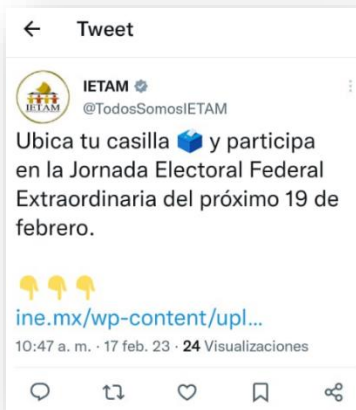 Tweet
IETAM
IETAM
@TodosSomosIETAM
Ubica tu casilla 🗳️ y participa
en la Jornada Electoral Federal
Extraordinaria del próximo 19 de
febrero.
👇👇👇
ine.mx/wp-content/upl...
10:47 a. m. · 17 feb. 23 · 24 Visualizaciones